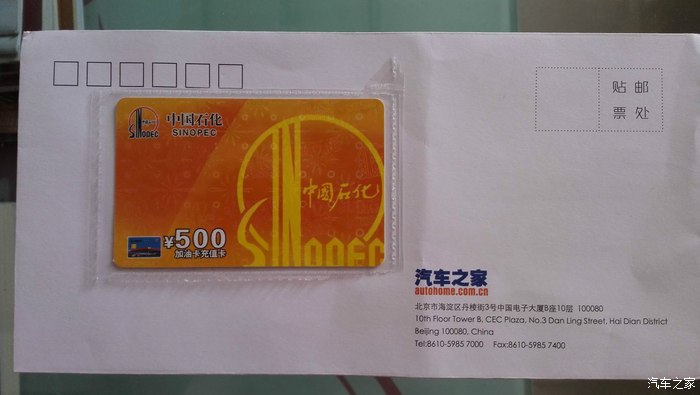 贴 邮
票 处
中国石化
SINOPEC
SINOPEC
中國石化
SINOPEC
¥500
加油卡充值卡
汽车之家
autohome.com.cn
北京市海淀区丹棱街3号中国电子大厦B座10层 100080
10th Floor Tower B, CEC Plaza, No.3 Dan Ling Street, Hai Dian District
Beijing 100080, China
Tel:8610-5985 7000 Fax:8610-5985 7400
汽车之家